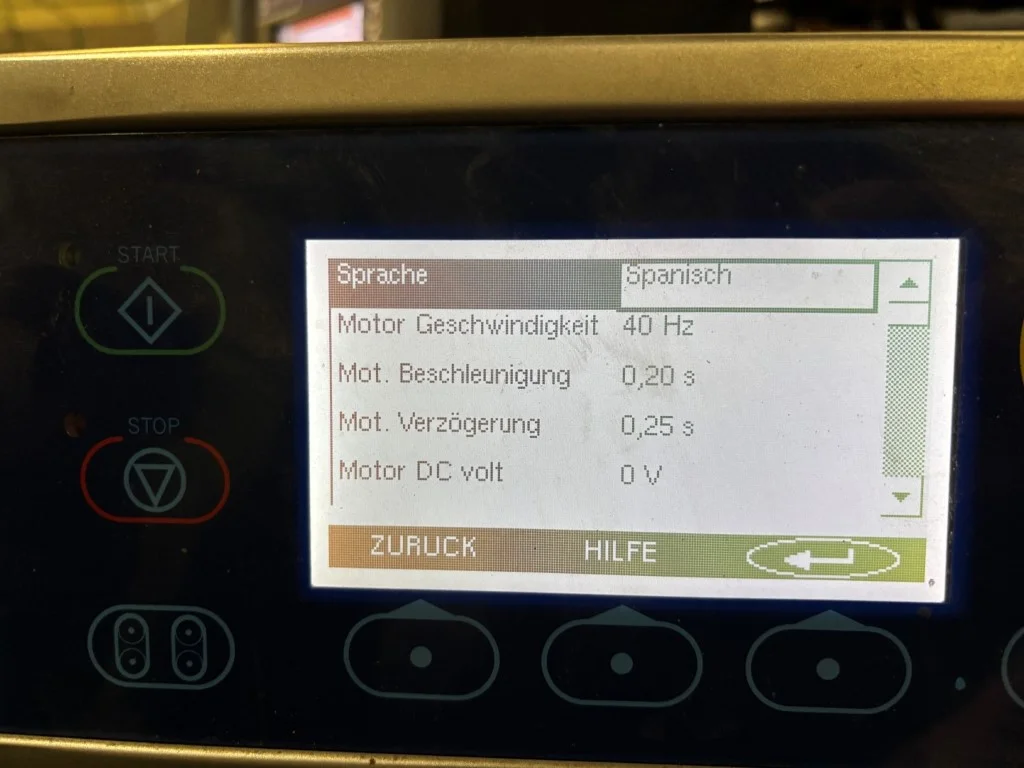 START
STOP
Sprache Spanisch
Motor Geschwindigkeit 40 Hz
Mot. Beschleunigung 0,20 s
Mot. Verzögerung 0,25 s
Motor DC volt 0 V
ZURUCK HILFE